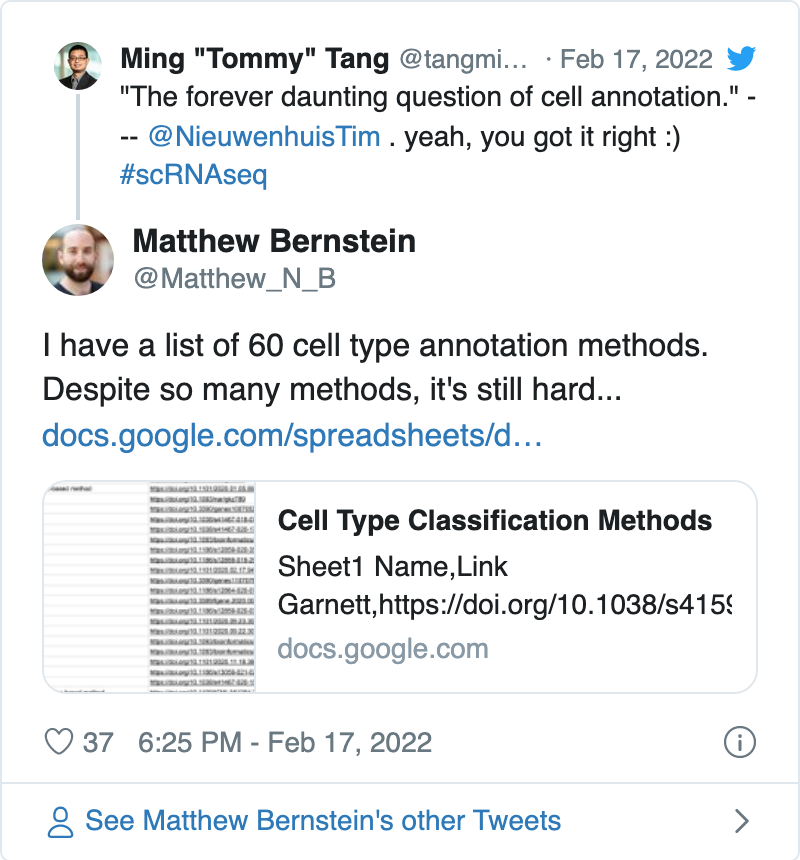 Ming "Tommy" Tang @tangmi... · Feb 17, 2022
"The forever daunting question of cell annotation." -
-- @NieuwenhuisTim . yeah, you got it right :)
#scRNAseq
Matthew Bernstein
@Matthew_N_B
I have a list of 60 cell type annotation methods.
Despite so many methods, it's still hard...
docs.google.com/spreadsheets/d...
Cell Type Classification Methods
Sheet1 Name,Link
Garnett,https://doi.org/10.1038/s4159
docs.google.com
37 6:25 PM - Feb 17, 2022
See Matthew Bernstein's other Tweets